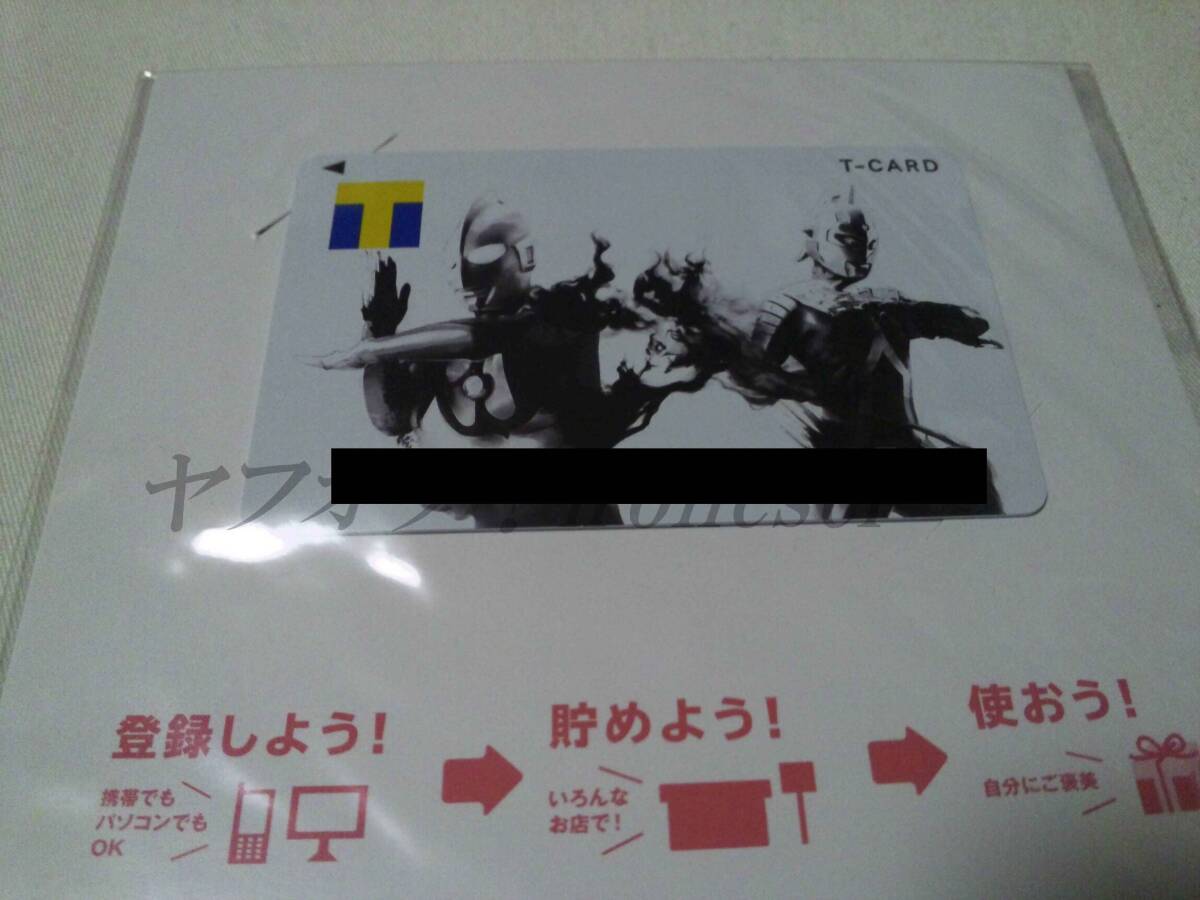 T-CARD
T
登録しよう!
携帯でも
パソコンでも
OK
貯めよう!
いろんな
お店で!
使おう!
自分にご褒美